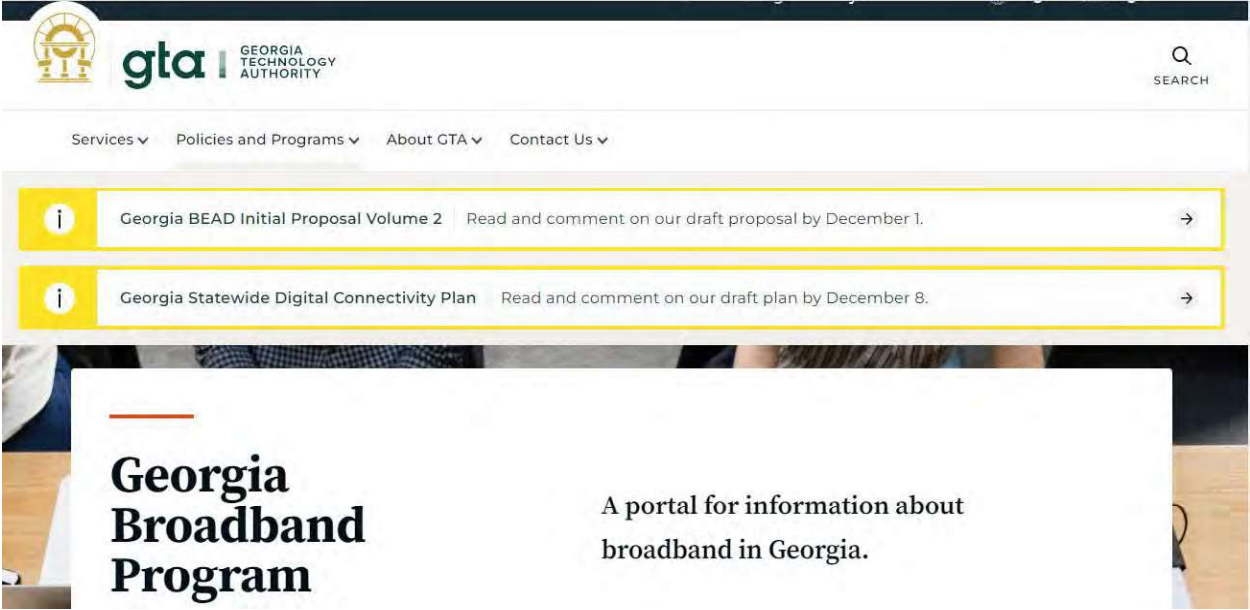 gta
GEORGIA
TECHNOLOGY
AUTHORITY
SEARCH
Services Policies and Programs About GTA Contact Us
i Georgia BEAD Initial Proposal Volume 2 Read and comment on our draft proposal by December 1. →
i Georgia Statewide Digital Connectivity Plan Read and comment on our draft plan by December 8. →
Georgia
Broadband
Program
A portal for information about
broadband in Georgia.